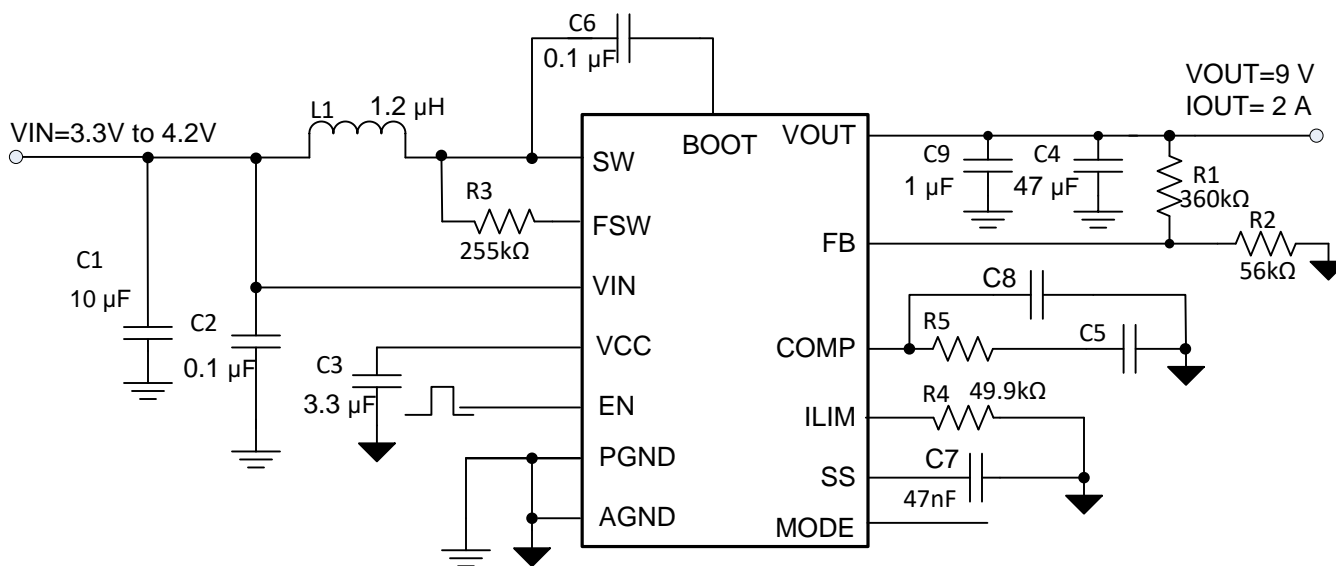 C6
0.1 µF
VOUT=9 V
IOUT= 2 A
VIN=3.3V to 4.2V
L1
1.2 µH
BOOT
VOUT
SW
C9
1 µF
C4
47 µF
R1
360kΩ
R3
255kΩ
FSW
FB
R2
56kΩ
C1
10 µF
VIN
C8
C2
0.1 µF
VCC
COMP
R5
C5
C3
3.3 µF
EN
R4
49.9kΩ
ILIM
PGND
SS
C7
47nF
AGND
MODE